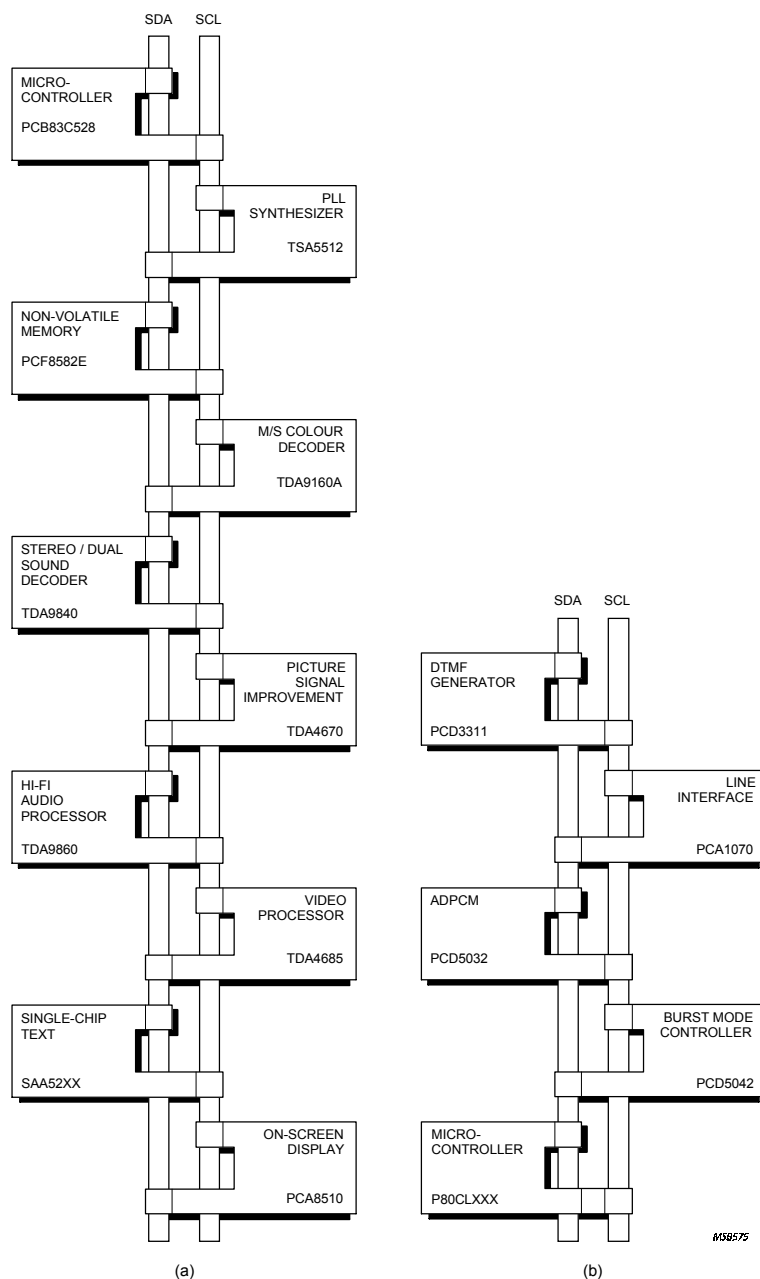 SDA SCL
MICRO-
CONTROLLER
PCB83C528
PLL
SYNTHESIZER
TSA5512
NON-VOLATILE
MEMORY
PCF8582E
M/S COLOUR
DECODER
TDA9160A
STEREO / DUAL
SOUND
DECODER
TDA9840
PICTURE
SIGNAL
IMPROVEMENT
TDA4670
HI-FI
AUDIO
PROCESSOR
TDA9860
VIDEO
PROCESSOR
TDA4685
SINGLE-CHIP
TEXT
SAA52XX
ON-SCREEN
DISPLAY
PCA8510
(a)
SDA SCL
DTMF
GENERATOR
PCD3311
LINE
INTERFACE
PCA1070
ADPCM
PCD5032
BURST MODE
CONTROLLER
PCD5042
MICRO-
CONTROLLER
P80CLXXX
MSB575
(b)